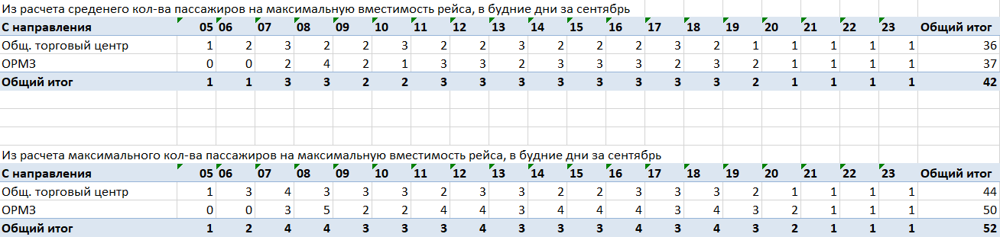 Из расчета среденего кол-ва пассажиров на максимальную вместимость рейса, в будние дни за сентябрь
С направления 05 06 07 08 09 10 11 12 13 14 15 16 17 18 19 20 21 22 23 Общий итог
Общ. торговый центр 1 2 3 2 2 3 2 2 3 2 2 2 3 2 1 1 1 1 1 36
ОРМЗ 0 0 2 4 2 1 3 3 2 3 3 3 2 3 2 1 1 1 1 37
Общий итог 1 1 3 3 2 2 3 3 3 3 3 3 3 3 2 1 1 1 1 42
Из расчета максимального кол-ва пассажиров на максимальную вместимость рейса, в будние дни за сентябрь
С направления 05 06 07 08 09 10 11 12 13 14 15 16 17 18 19 20 21 22 23 Общий итог
Общ. торговый центр 1 3 4 3 3 3 2 3 3 2 2 3 3 3 2 1 1 1 1 44
ОРМЗ 0 0 3 5 2 2 4 4 3 4 4 4 3 4 3 2 1 1 1 50
Общий итог 1 2 4 4 3 3 3 4 3 3 3 4 3 4 3 2 1 1 1 52